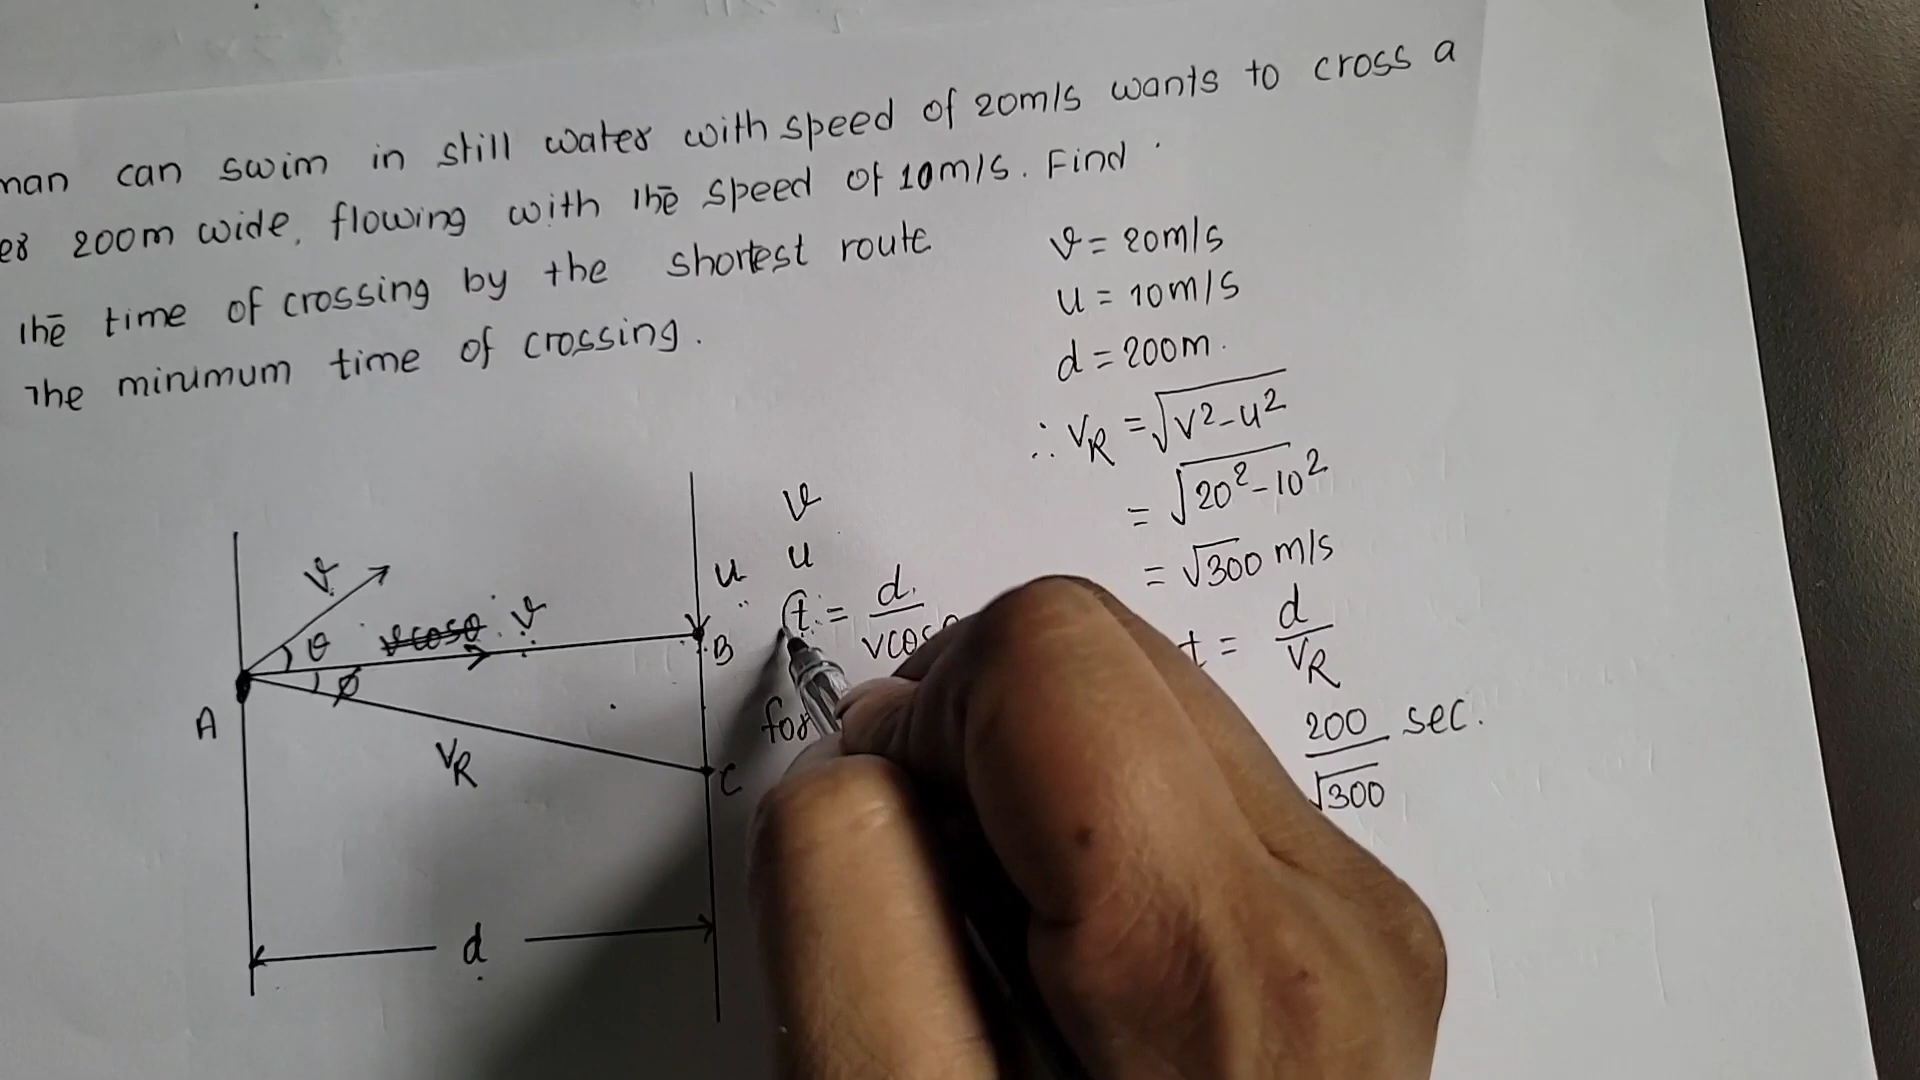 can swim in still water with speed of 20m/s wants to cross a
200m wide, flowing with the speed of 10m/s. Find
The time of crossing by the shortest route
The minimum time of crossing.
v = 20m/s
u = 10m/s
d = 200m.
∴ VR = √v²-u²
= √20²-10²
= √300 m/s
t = d/VR
200/√300 sec.
v
u
t = d/vcos
for
v
θ vcosθ v
u
B
A
ø
VR
C
d